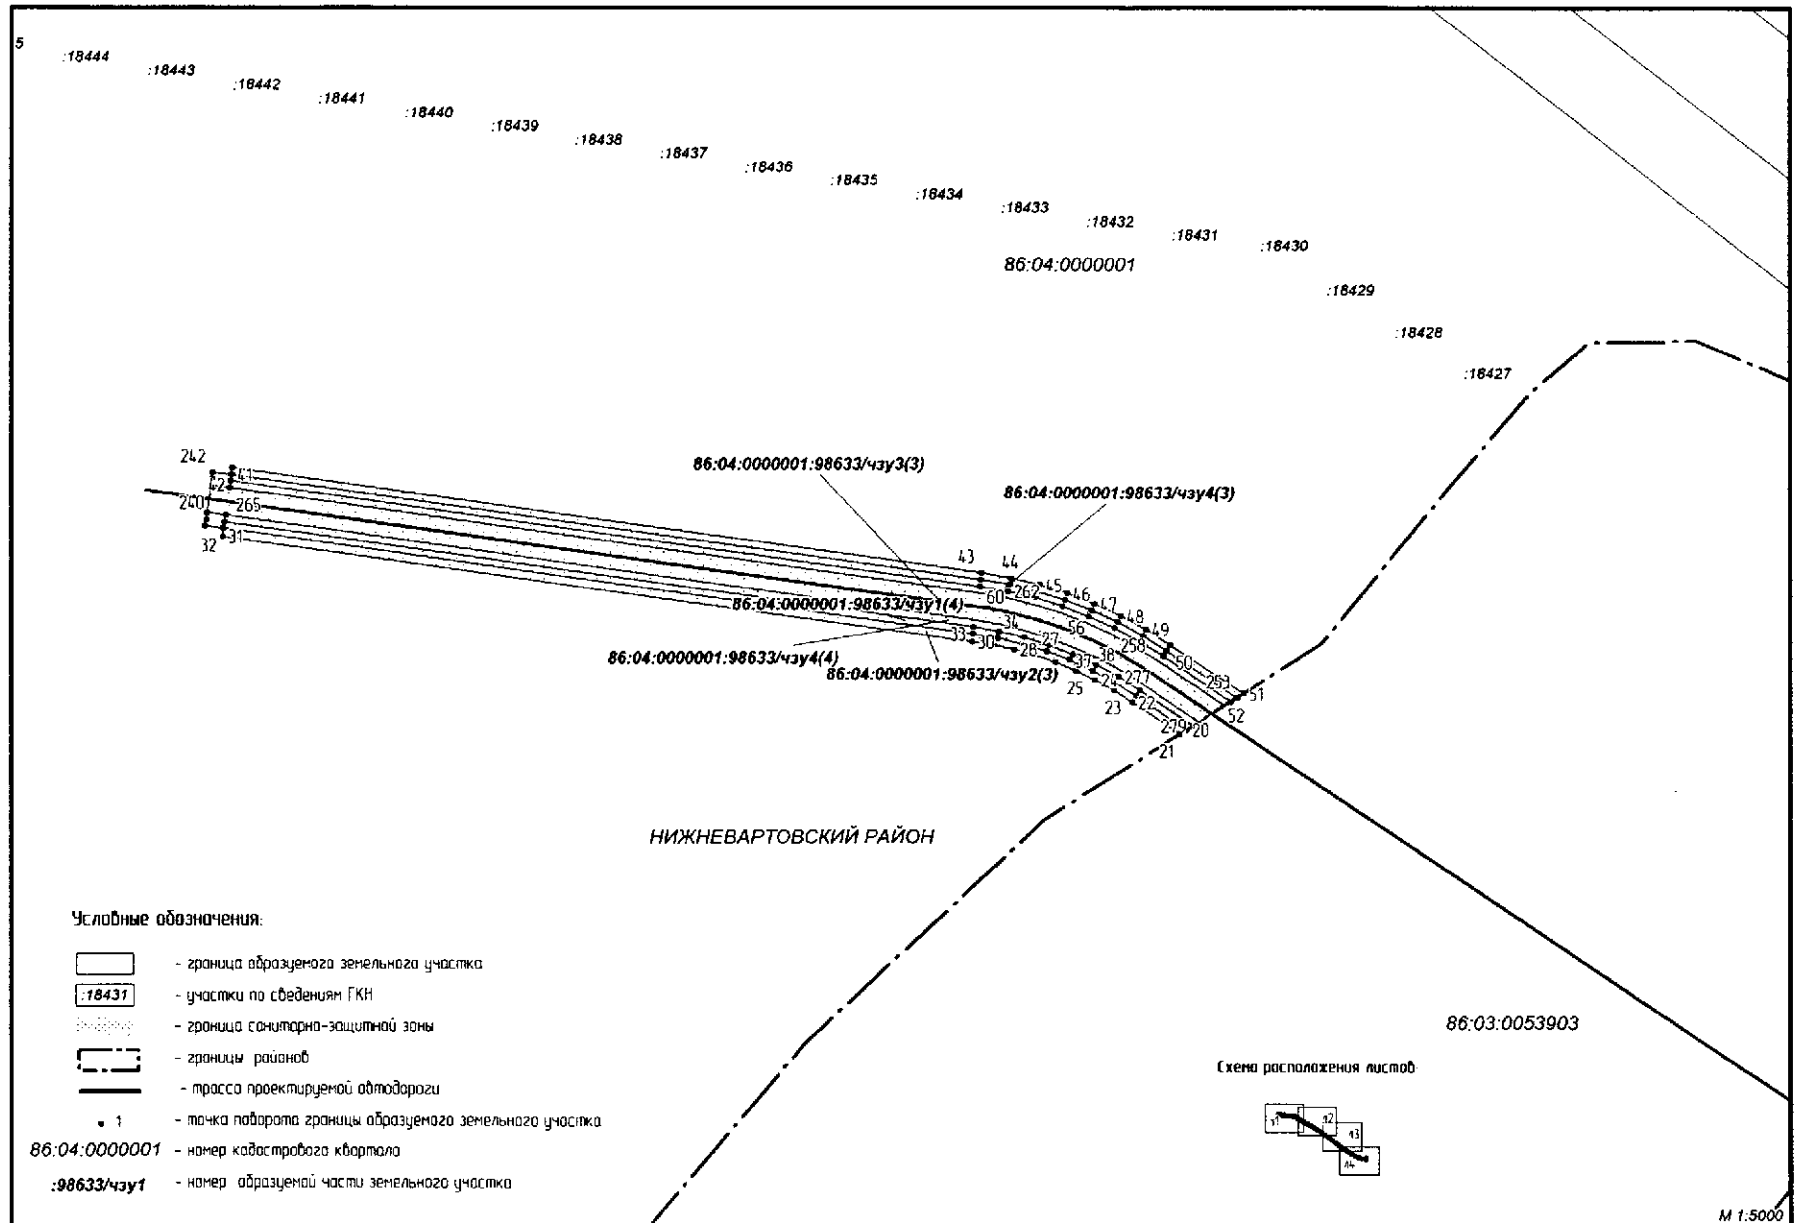 5
:18444
:18443
:18442
:18441
:18440
:18439
:18438
:18437
:18436
:18435
:18434
:18433
:18432
:18431
:18430
:18429
:18428
:18427
86:04:0000001
86:04:0000001:98633/чзу3(3)
86:04:0000001:98633/чзу4(3)
242
41
42
2401
265
32
31
43
44
45
46
47
48
49
50
51
52
60
262
56
258
253
86:04:0000001:98633/чзу1(4)
33
34
30
27
28
37
38
277
24
25
22
23
279
20
21
86:04:0000001:98633/чзу4(4)
86:04:0000001:98633/чзу2(3)
НИЖНЕВАРТОВСКИЙ РАЙОН
Условные обозначения:
- граница образуемого земельного участка
:18431 - участки по сведениям ГКН
- граница санитарно-защитной зоны
- границы районов
- трасса проектируемой автодороги
1 - точка поворота границы образуемого земельного участка
86:04:0000001 - номер кадастрового квартала
:98633/чзу1 - номер образуемой части земельного участка
86:03:0053903
Схема расположения листов
л1
л2
л3
л4
М 1:5000